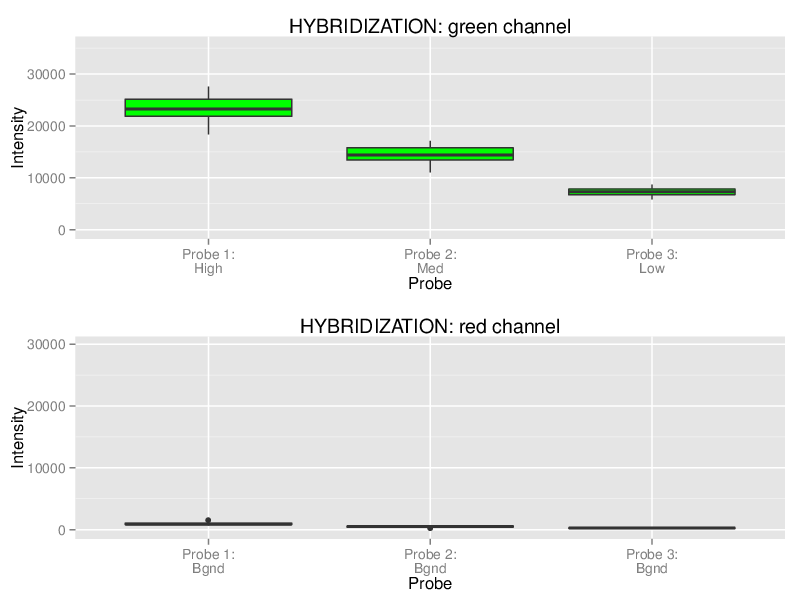 HYBRIDIZATION: green channel
Intensity
30000
20000
10000
0
Probe 1:
High
Probe 2:
Med
Probe 3:
Low
Probe
HYBRIDIZATION: red channel
Intensity
30000
20000
10000
0
Probe 1:
Bgnd
Probe 2:
Bgnd
Probe 3:
Bgnd
Probe